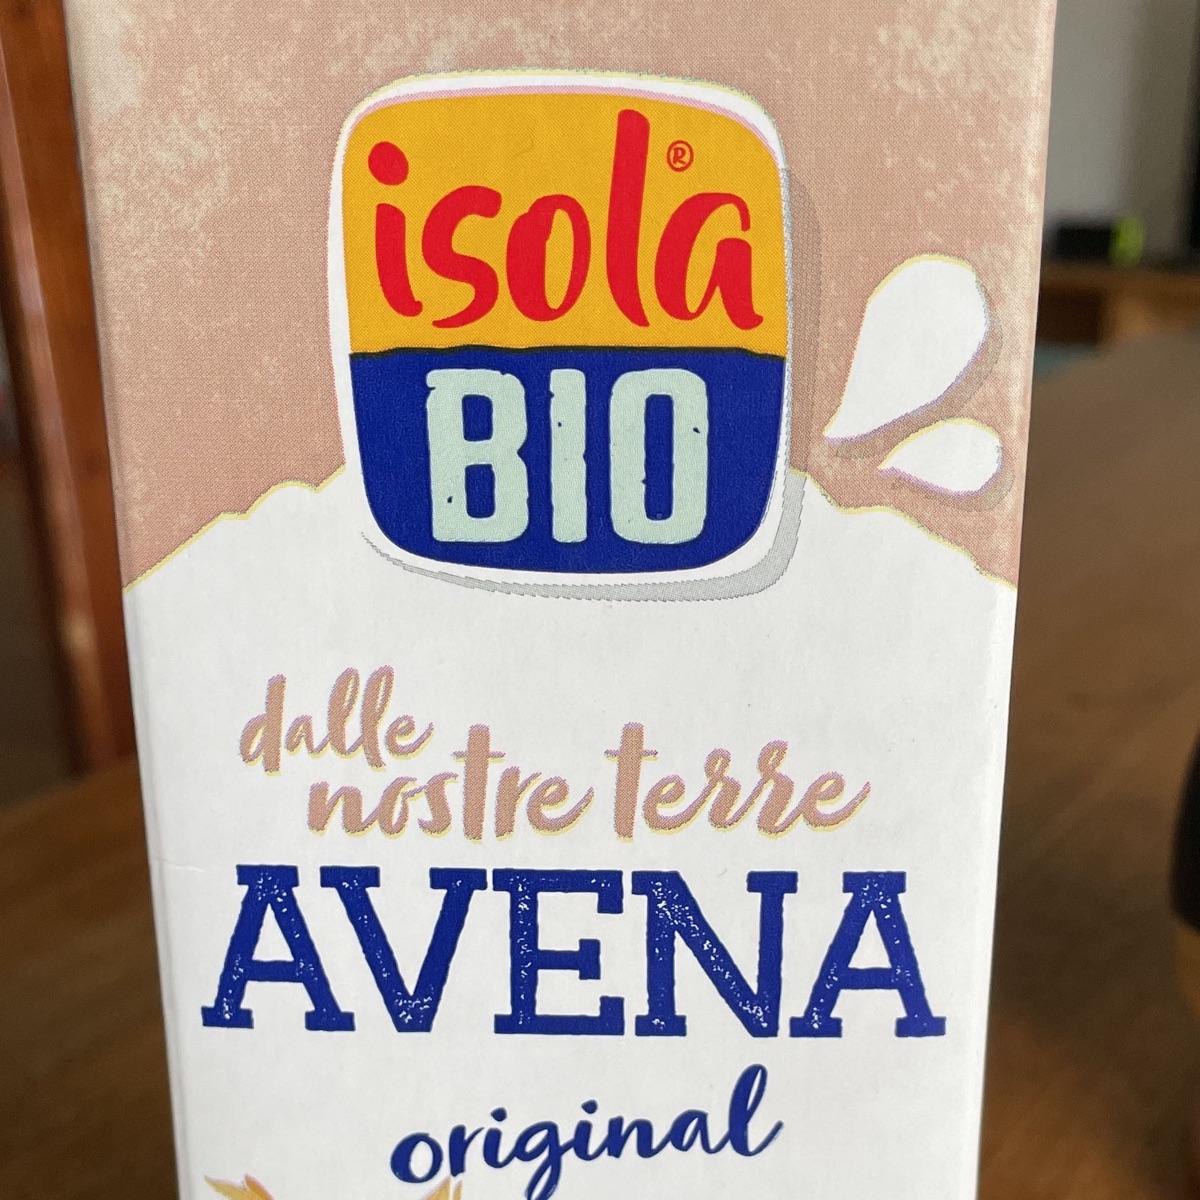 isola®
BIO
dalle
nostre terre
AVENA
original